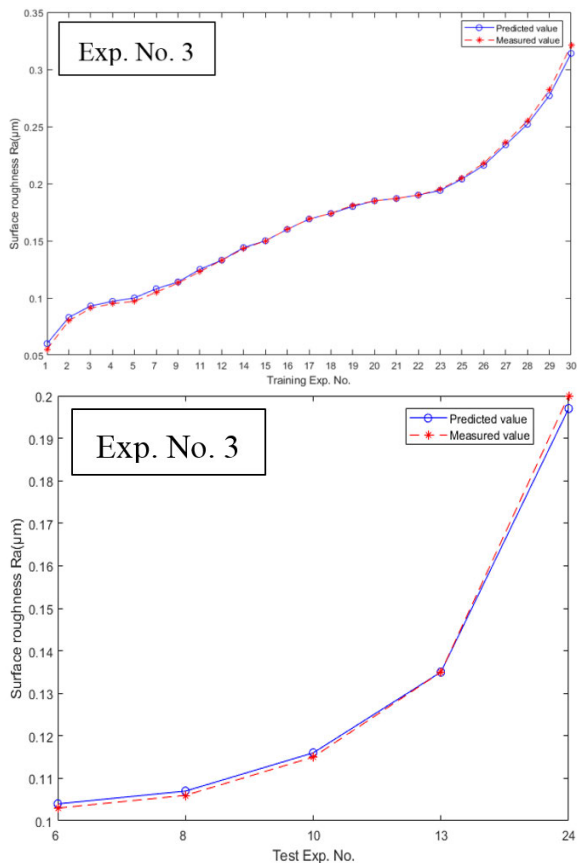 0.35
Predicted value
Measured value
Exp. No. 3
0.3
0.25
Surface roughness Ra(μm)
0.2
0.15
0.1
0.05
1 2 3 4 5 7 9 11 12 14 15 16 17 18 19 20 21 22 23 25 26 27 28 29 30
Training Exp. No.
0.2
Predicted value
Measured value
Exp. No. 3
0.19
0.18
0.17
0.16
Surface roughness Ra(μm)
0.15
0.14
0.13
0.12
0.11
0.1
6 8 10 13 24
Test Exp. No.